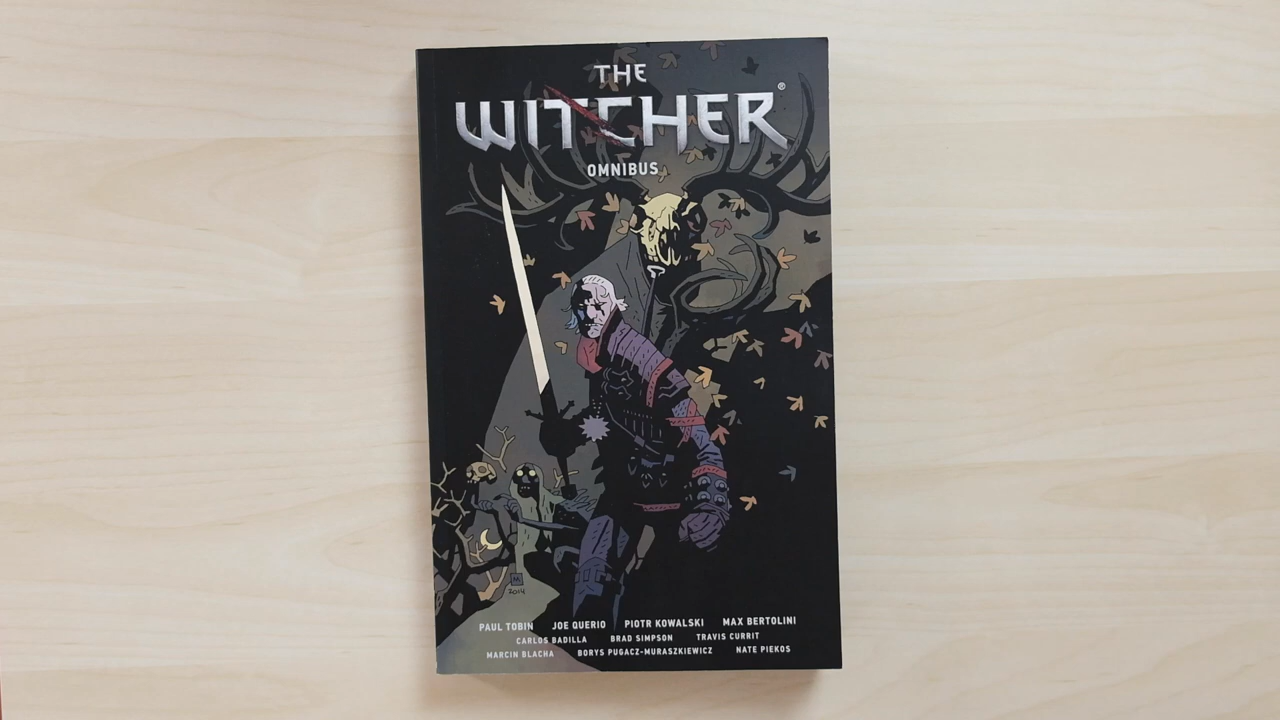 THE
WITCHER®
OMNIBUS
M
2014
PAUL TOBIN JOE QUERIO PIOTR KOWALSKI MAX BERTOLINI
CARLOS BADILLA BRAD SIMPSON TRAVIS CURRIT
MARCIN BLACHA BORYS PUGACZ-MURASZKIEWICZ NATE PIEKOS